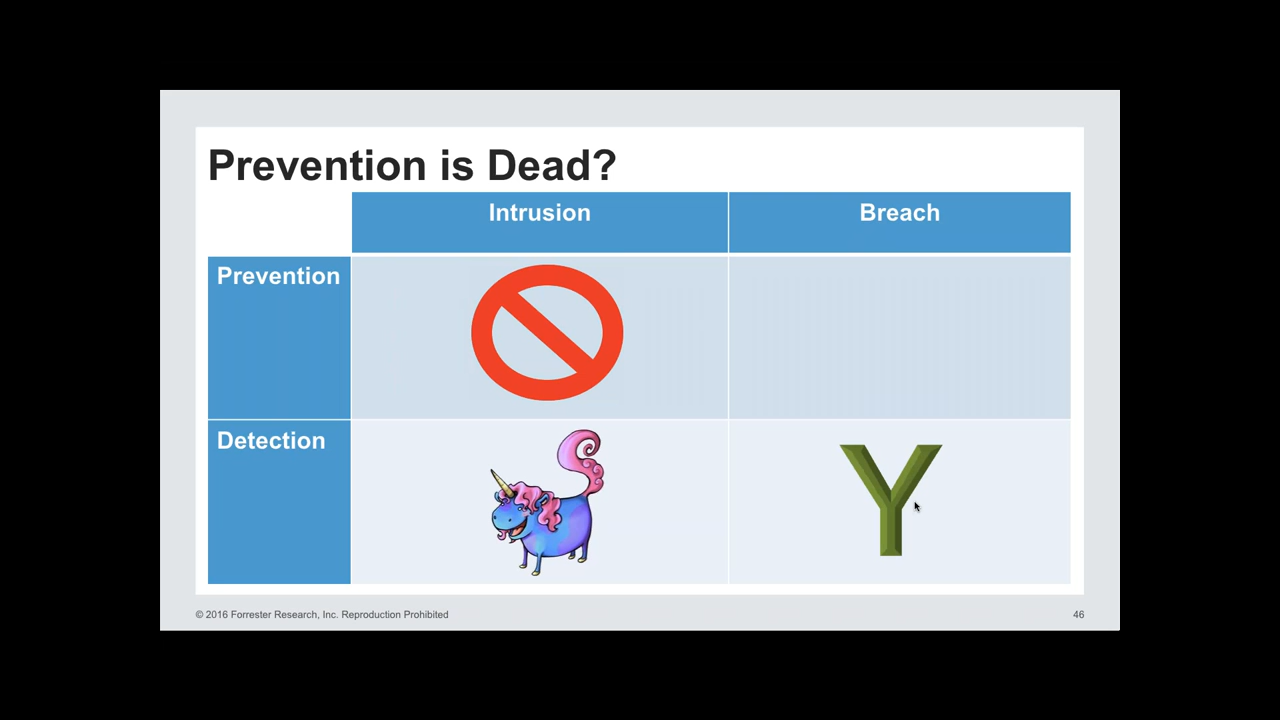 Prevention is Dead?
Intrusion
Breach
Prevention
Detection
Y
© 2016 Forrester Research, Inc. Reproduction Prohibited
46